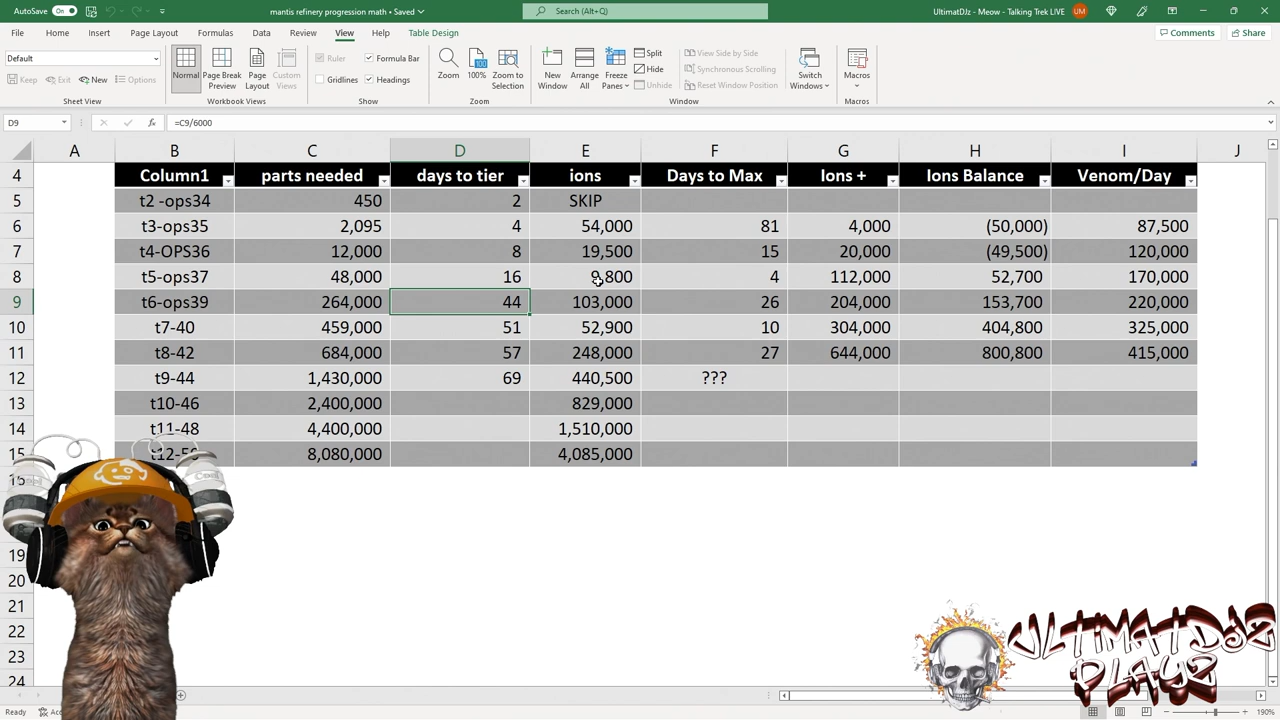 AutoSave On mantis refinery progression math • Saved Search (Alt+Q) UltimatDJz - Meow - Talking Trek LIVE UM
File Home Insert Page Layout Formulas Data Review View Help Table Design Comments Share
Default
Keep Exit New Options
Sheet View
Normal Page Break Preview Page Layout Custom Views
Workbook Views
Ruler Formula Bar
Gridlines Headings
Show
Zoom 100% Zoom to Selection
Zoom
New Window Arrange All Freeze Panes
Split View Side by Side
Hide Synchronous Scrolling
Unhide Reset Window Position
Switch Windows
Window
Macros
Macros
D9 fx =C9/6000
A B C D E F G H I J
4 Column1 parts needed days to tier ions Days to Max Ions + Ions Balance Venom/Day
5 t2 -ops34 450 2 SKIP
6 t3-ops35 2,095 4 54,000 81 4,000 (50,000) 87,500
7 t4-OPS36 12,000 8 19,500 15 20,000 (49,500) 120,000
8 t5-ops37 48,000 16 9,800 4 112,000 52,700 170,000
9 t6-ops39 264,000 44 103,000 26 204,000 153,700 220,000
10 t7-40 459,000 51 52,900 10 304,000 404,800 325,000
11 t8-42 684,000 57 248,000 27 644,000 800,800 415,000
12 t9-44 1,430,000 69 440,500 ???
13 t10-46 2,400,000 829,000
14 t11-48 4,400,000 1,510,000
15 8,080,000 4,085,000
19
20
21
22
23
24
ULTIMATDJZ
PLAYZ
Ready 190%